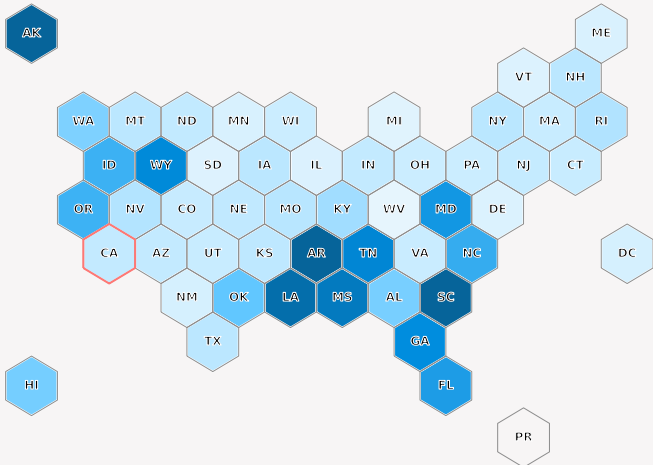 AK
ME
VT NH
WA MT ND MN WI MI NY MA RI
ID WY SD IA IL IN OH PA NJ CT
OR NV CO NE MO KY WV MD DE
CA AZ UT KS AR TN VA NC DC
NM OK LA MS AL SC
TX GA
HI FL
PR